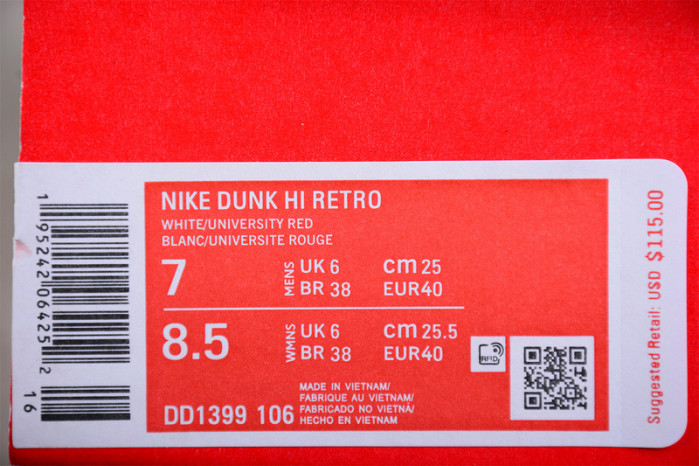 NIKE DUNK HI RETRO
WHITE/UNIVERSITY RED
BLANC/UNIVERSITE ROUGE
7 MENS UK 6 cm 25
BR 38 EUR40
8.5 WMNS UK 6 cm 25.5
BR 38 EUR40
DD1399 106
MADE IN VIETNAM/
FABRIQUE AU VIETNAM/
FABRICADO NO VIETNÁ/
HECHO EN VIETNAM
RFID
1 95242 06425 2
16
Suggested Retail: USD $115.00